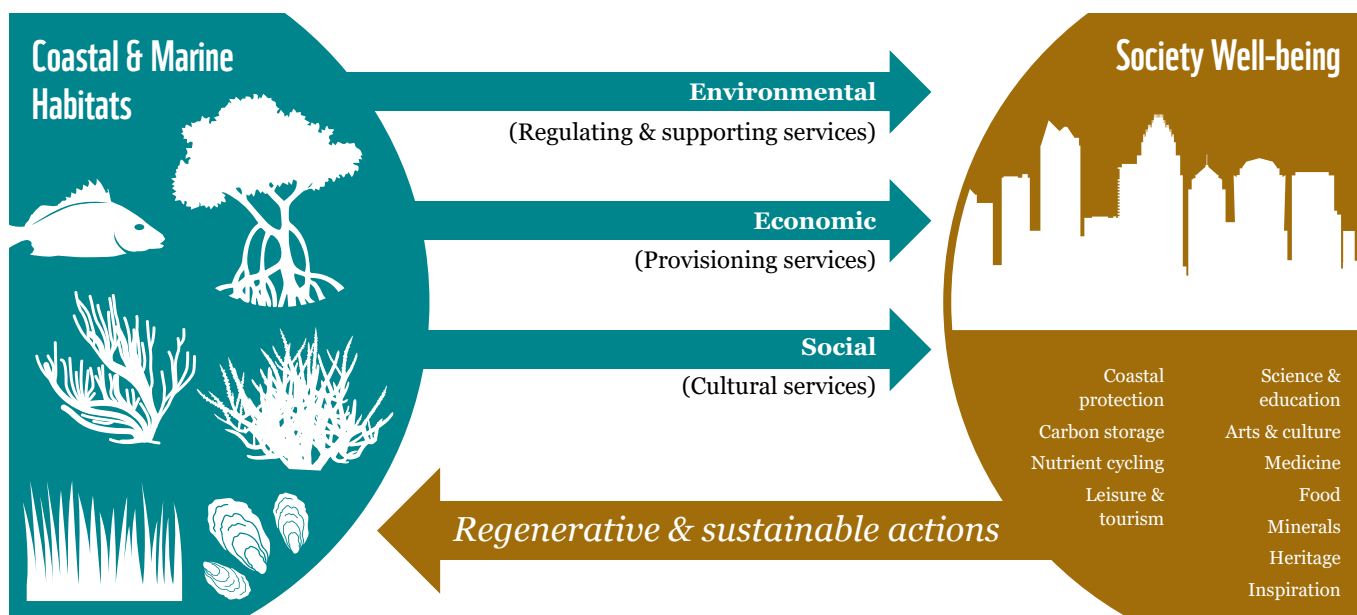 Coastal & Marine
Habitats
Environmental
(Regulating & supporting services)
Economic
(Provisioning services)
Social
(Cultural services)
Regenerative & sustainable actions
Society Well-being
Coastal
protection
Carbon storage
Nutrient cycling
Leisure &
tourism
Science &
education
Arts & culture
Medicine
Food
Minerals
Heritage
Inspiration